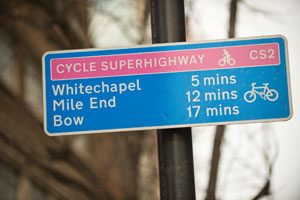 CYCLE SUPERHIGHWAY CS2
Whitechapel 5 mins
Mile End 12 mins
Bow 17 mins